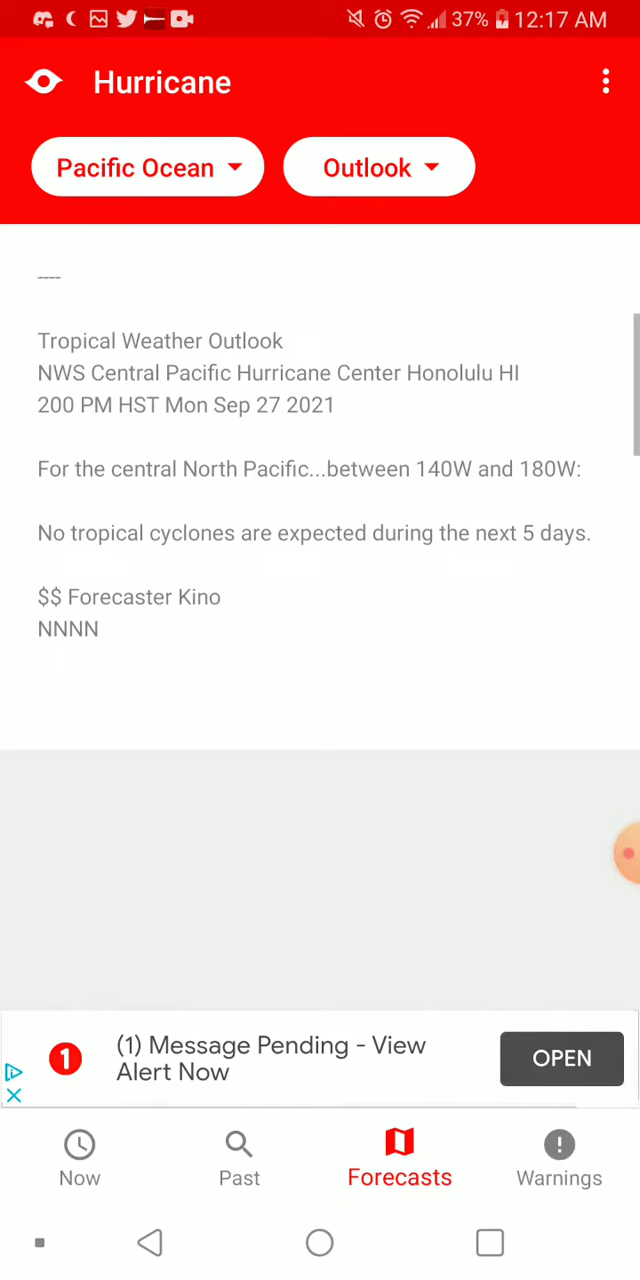 37% 12:17 AM
Hurricane
Pacific Ocean Outlook
----
Tropical Weather Outlook
NWS Central Pacific Hurricane Center Honolulu HI
200 PM HST Mon Sep 27 2021
For the central North Pacific...between 140W and 180W:
No tropical cyclones are expected during the next 5 days.
$$ Forecaster Kino
NNNN
1 (1) Message Pending - View
Alert Now
OPEN
Now Past Forecasts Warnings